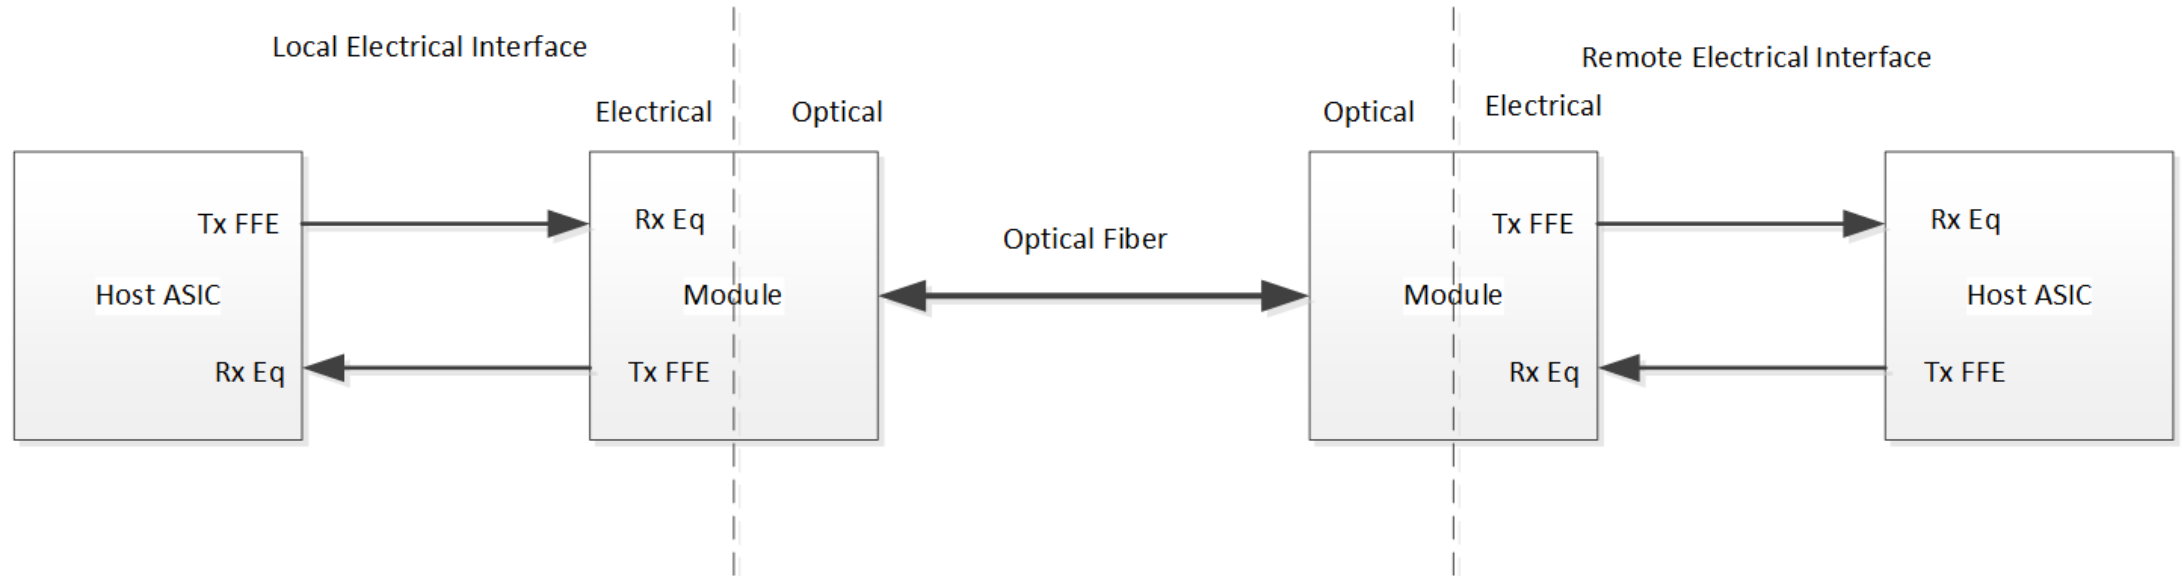 Local Electrical Interface
Remote Electrical Interface
Electrical
Optical
Optical
Electrical
Tx FFE
Rx Eq
Optical Fiber
Tx FFE
Rx Eq
Host ASIC
Module
Module
Host ASIC
Rx Eq
Tx FFE
Rx Eq
Tx FFE